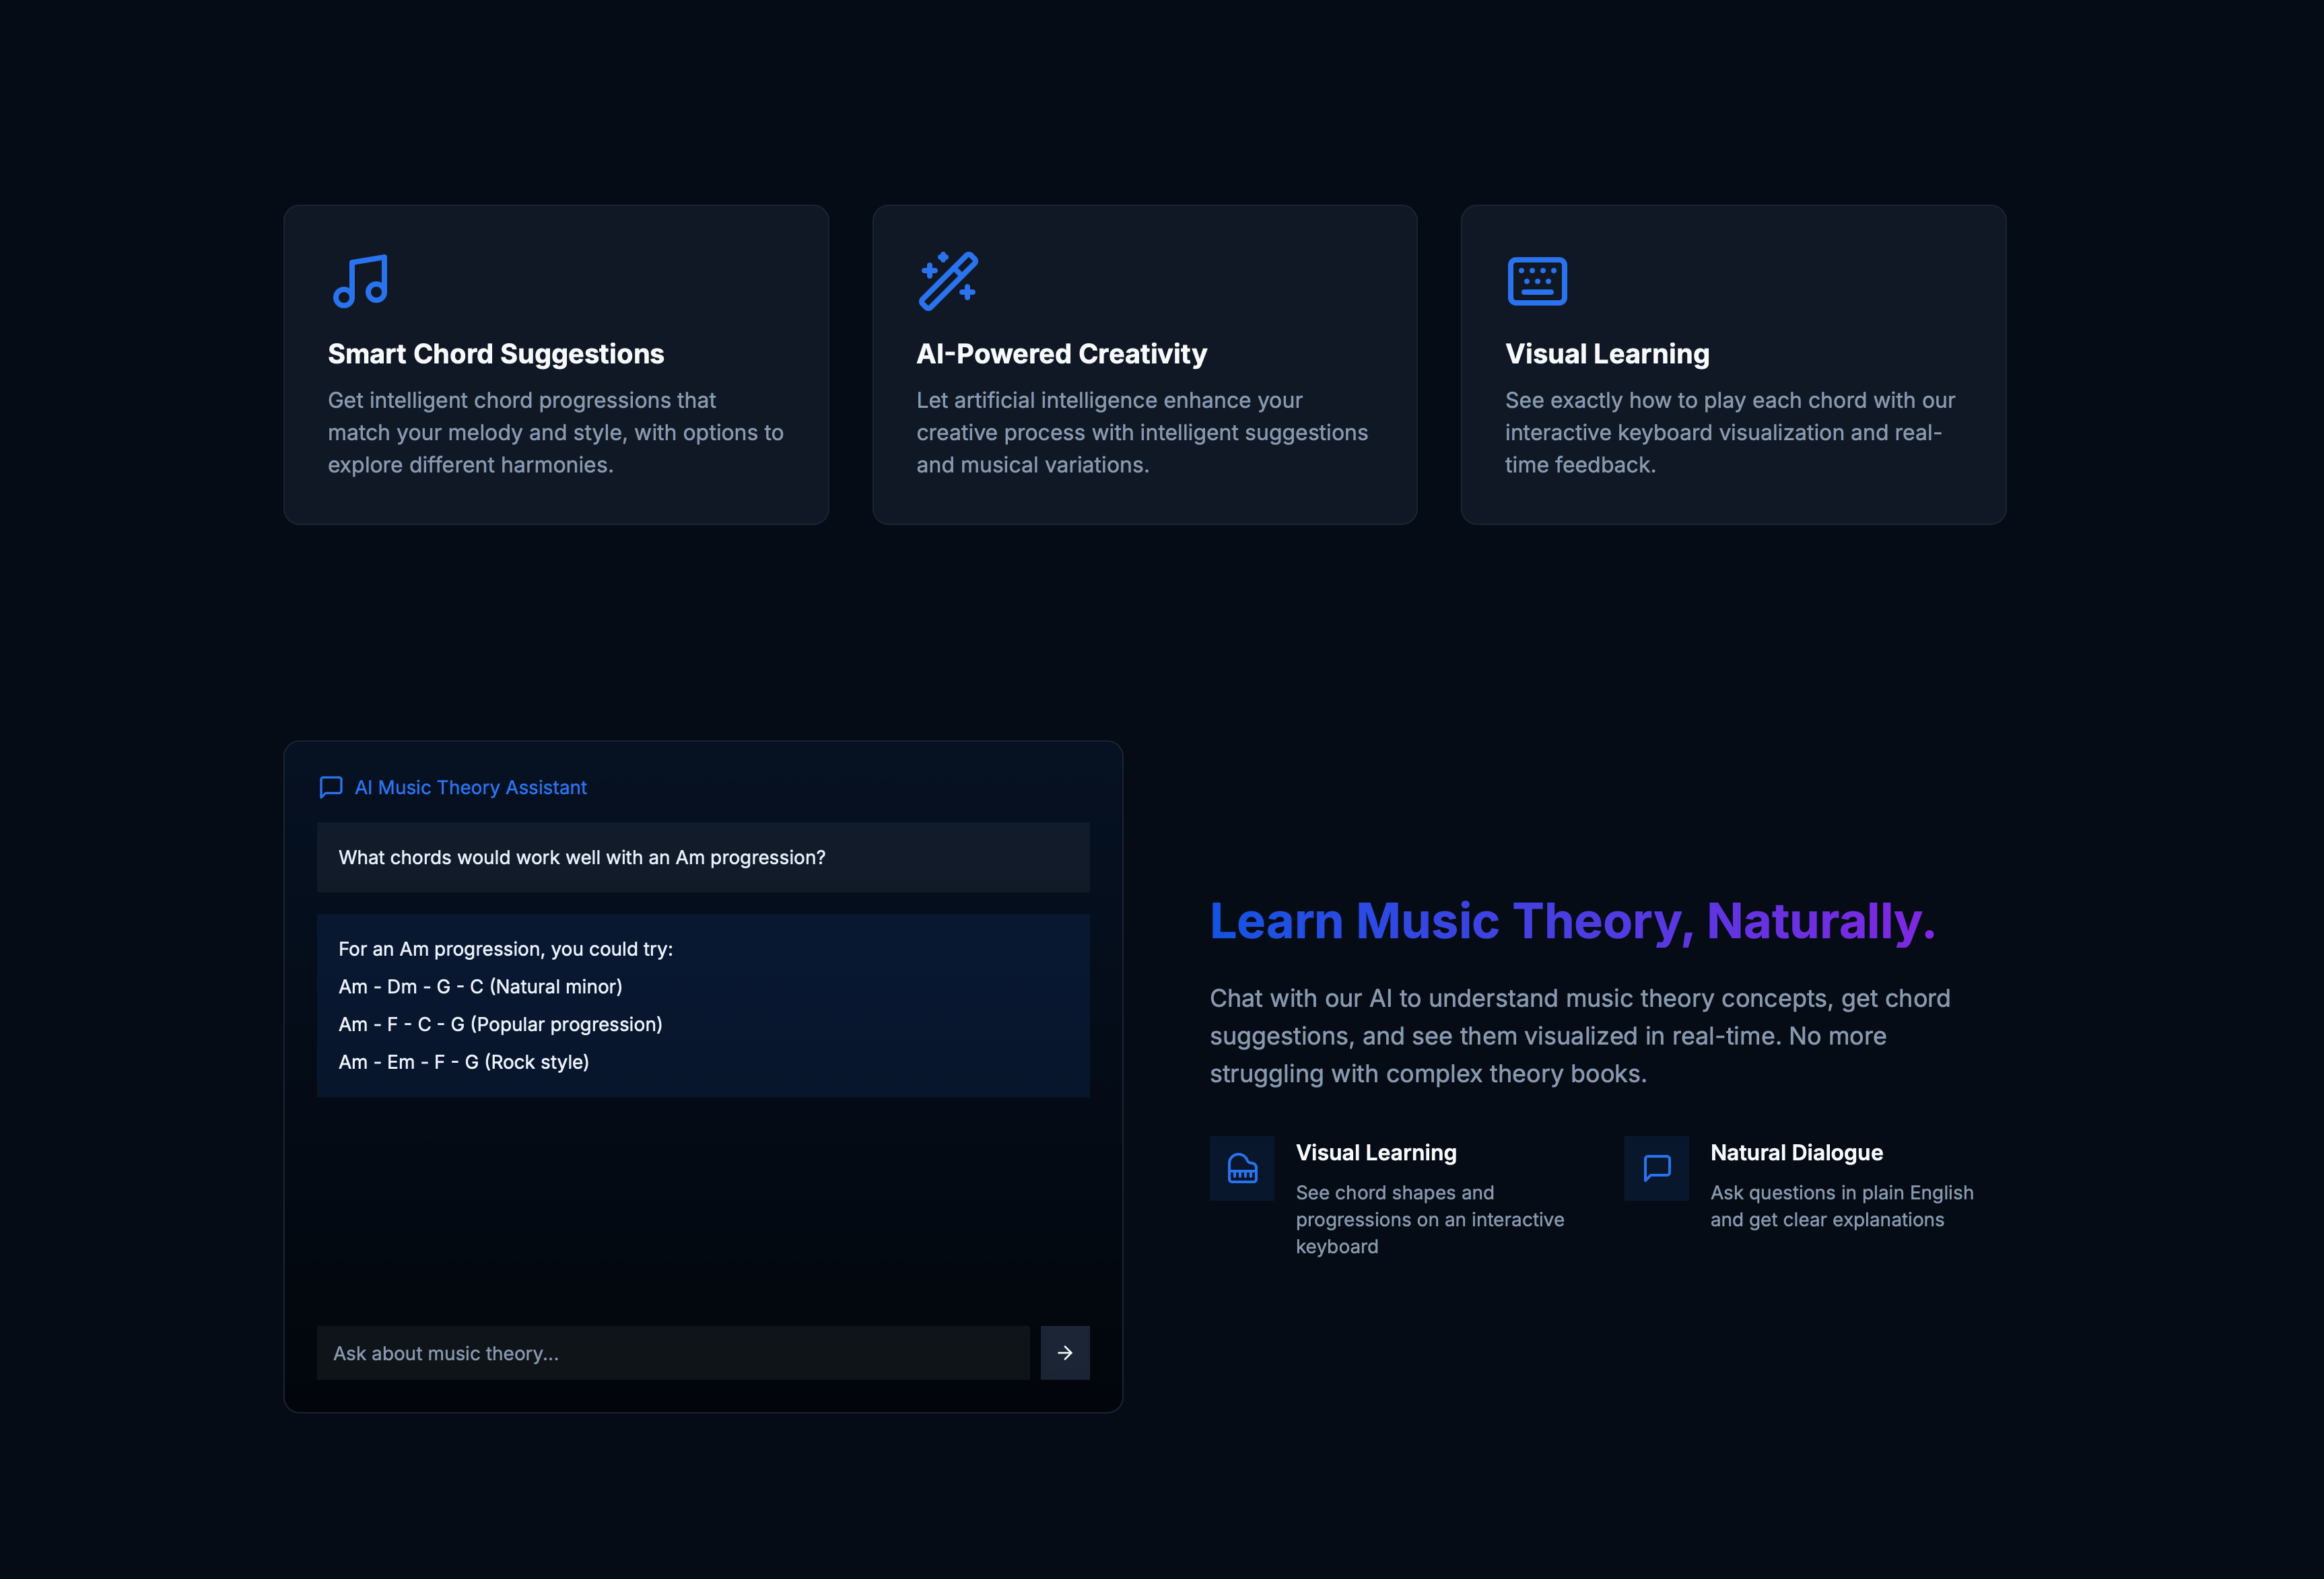 Smart Chord Suggestions
Get intelligent chord progressions that
match your melody and style, with options to
explore different harmonies.
AI-Powered Creativity
Let artificial intelligence enhance your
creative process with intelligent suggestions
and musical variations.
Visual Learning
See exactly how to play each chord with our
interactive keyboard visualization and real-
time feedback.
AI Music Theory Assistant
What chords would work well with an Am progression?
For an Am progression, you could try:
Am - Dm - G - C (Natural minor)
Am - F - C - G (Popular progression)
Am - Em - F - G (Rock style)
Ask about music theory...
Learn Music Theory, Naturally.
Chat with our AI to understand music theory concepts, get chord
suggestions, and see them visualized in real-time. No more
struggling with complex theory books.
Visual Learning
See chord shapes and
progressions on an interactive
keyboard
Natural Dialogue
Ask questions in plain English
and get clear explanations